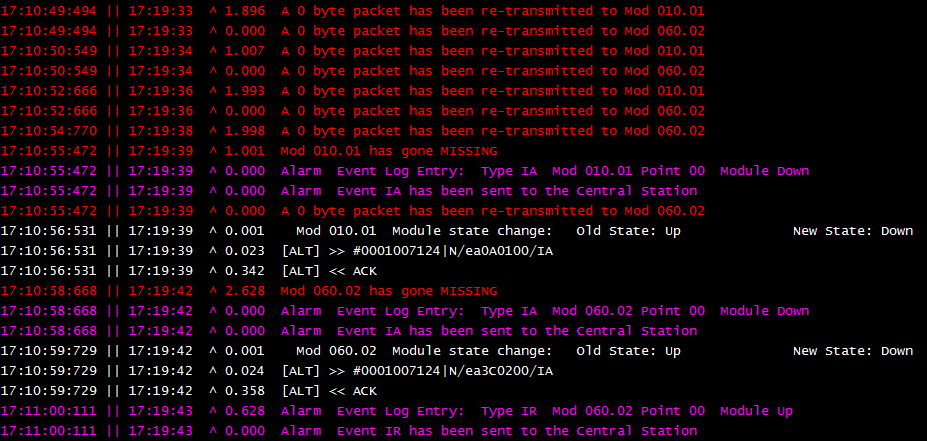 17:10:49:494 || 17:19:33 ^ 1.896 A 0 byte packet has been re-transmitted to Mod 010.01
17:10:49:494 || 17:19:33 ^ 0.000 A 0 byte packet has been re-transmitted to Mod 060.02
17:10:50:549 || 17:19:34 ^ 1.007 A 0 byte packet has been re-transmitted to Mod 010.01
17:10:50:549 || 17:19:34 ^ 0.000 A 0 byte packet has been re-transmitted to Mod 060.02
17:10:52:666 || 17:19:36 ^ 1.993 A 0 byte packet has been re-transmitted to Mod 010.01
17:10:52:666 || 17:19:36 ^ 0.000 A 0 byte packet has been re-transmitted to Mod 060.02
17:10:54:770 || 17:19:38 ^ 1.998 A 0 byte packet has been re-transmitted to Mod 060.02
17:10:55:472 || 17:19:39 ^ 1.001 Mod 010.01 has gone MISSING
17:10:55:472 || 17:19:39 ^ 0.000 Alarm Event Log Entry: Type IA Mod 010.01 Point 00 Module Down
17:10:55:472 || 17:19:39 ^ 0.000 Alarm Event IA has been sent to the Central Station
17:10:55:472 || 17:19:39 ^ 0.000 A 0 byte packet has been re-transmitted to Mod 060.02
17:10:56:531 || 17:19:39 ^ 0.001 Mod 010.01 Module state change: Old State: Up New State: Down
17:10:56:531 || 17:19:39 ^ 0.023 [ALT] >> #0001007124|N/ea0A0100/IA
17:10:56:531 || 17:19:39 ^ 0.342 [ALT] << ACK
17:10:58:668 || 17:19:42 ^ 2.628 Mod 060.02 has gone MISSING
17:10:58:668 || 17:19:42 ^ 0.000 Alarm Event Log Entry: Type IA Mod 060.02 Point 00 Module Down
17:10:58:668 || 17:19:42 ^ 0.000 Alarm Event IA has been sent to the Central Station
17:10:59:729 || 17:19:42 ^ 0.001 Mod 060.02 Module state change: Old State: Up New State: Down
17:10:59:729 || 17:19:42 ^ 0.024 [ALT] >> #0001007124|N/ea3C0200/IA
17:10:59:729 || 17:19:42 ^ 0.358 [ALT] << ACK
17:11:00:111 || 17:19:43 ^ 0.628 Alarm Event Log Entry: Type IR Mod 060.02 Point 00 Module Up
17:11:00:111 || 17:19:43 ^ 0.000 Alarm Event IR has been sent to the Central Station